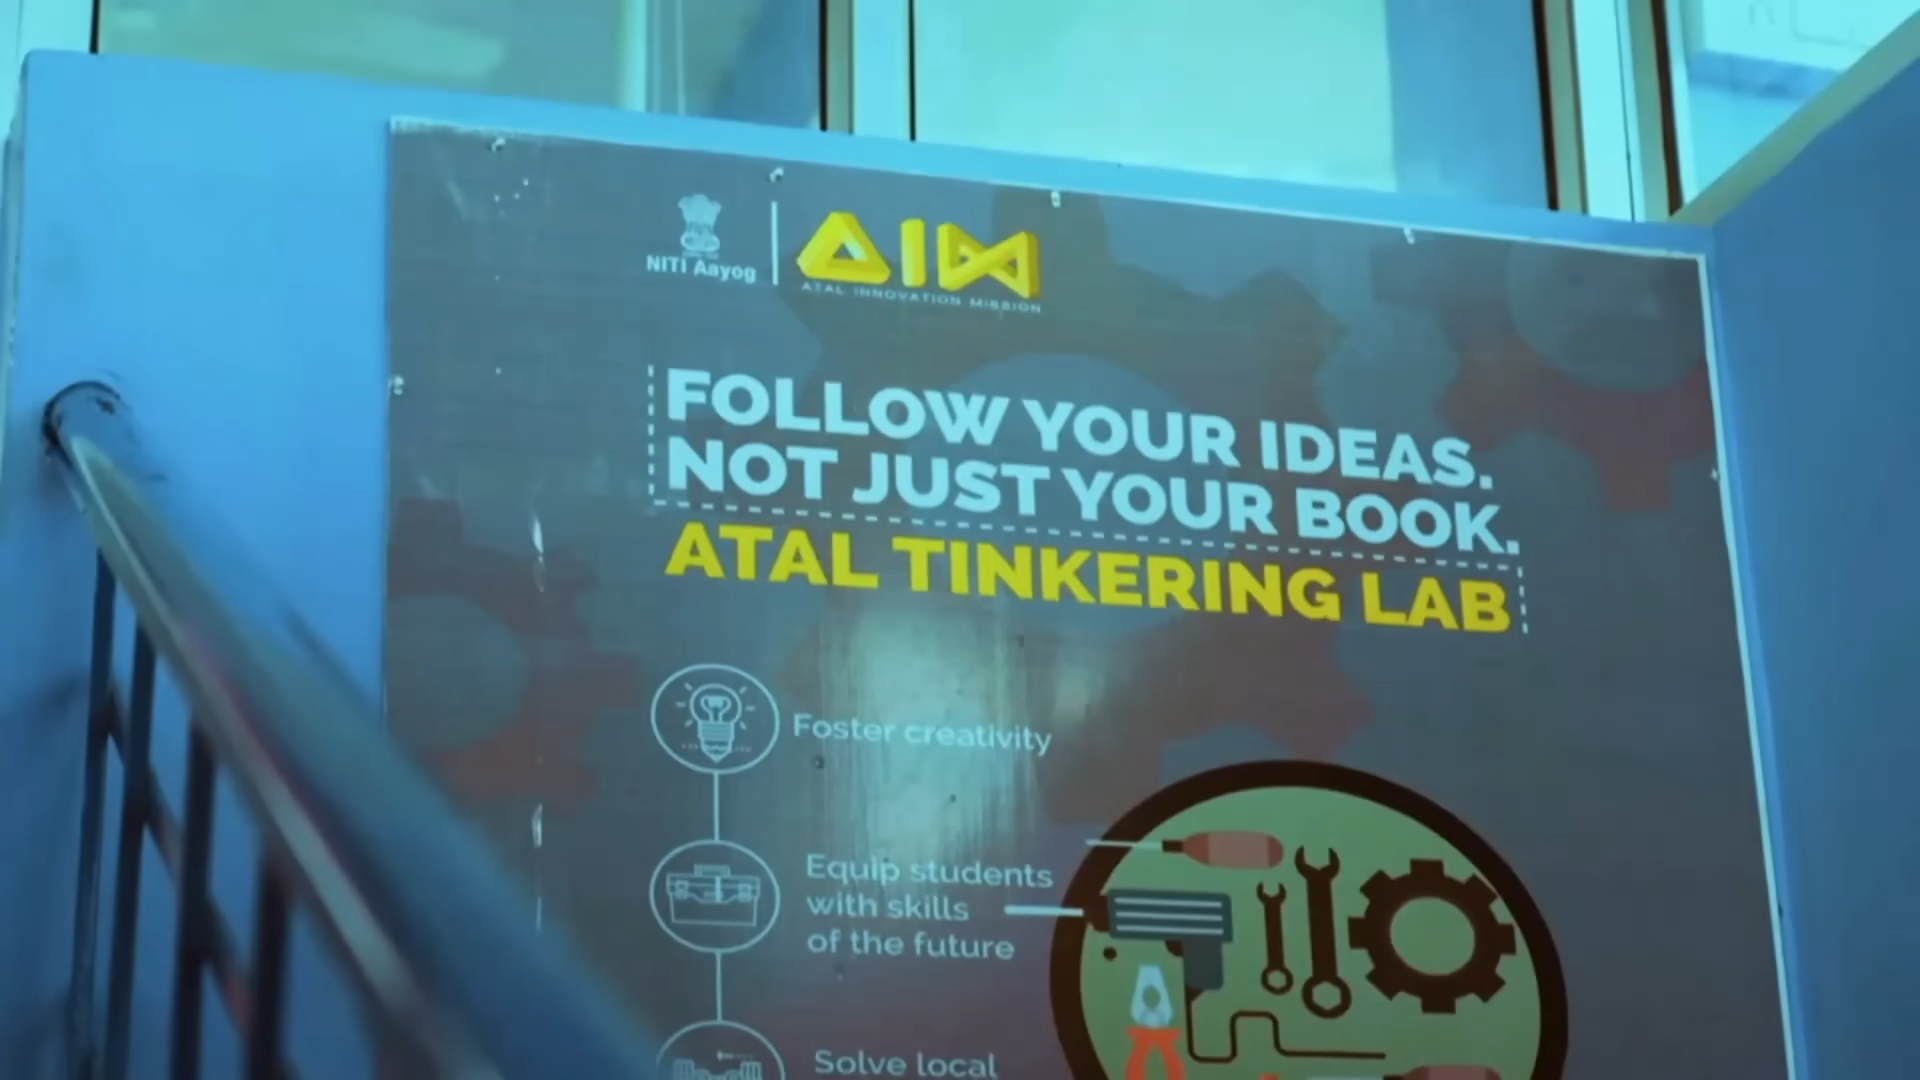 NITI Aayog
AIM
ATAL INNOVATION MISSION
FOLLOW YOUR IDEAS.
NOT JUST YOUR BOOK.
ATAL TINKERING LAB
Foster creativity
Equip students
with skills
of the future
Solve local